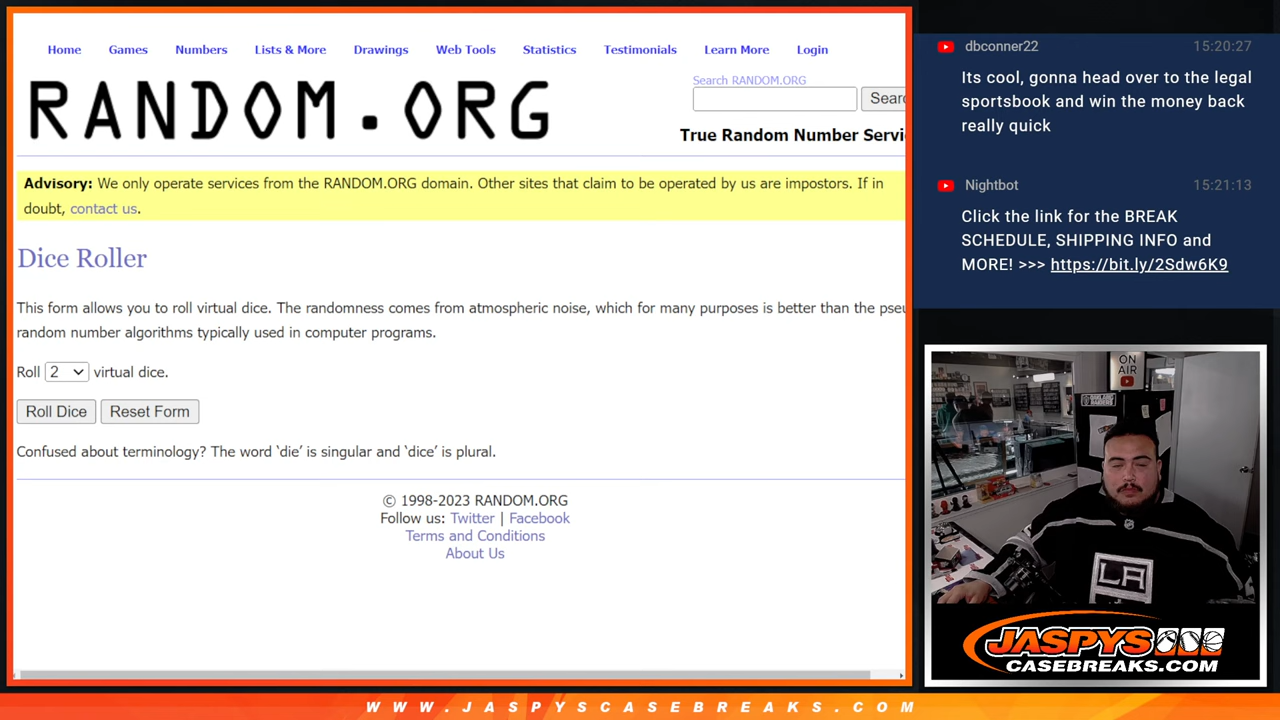 Home Games Numbers Lists & More Drawings Web Tools Statistics Testimonials Learn More Login
RANDOM.ORG
Search RANDOM.ORG
Searc
True Random Number Servi
Advisory: We only operate services from the RANDOM.ORG domain. Other sites that claim to be operated by us are impostors. If in
doubt, contact us.
Dice Roller
This form allows you to roll virtual dice. The randomness comes from atmospheric noise, which for many purposes is better than the pseu
random number algorithms typically used in computer programs.
Roll 2 virtual dice.
Roll Dice Reset Form
Confused about terminology? The word ‘die’ is singular and ‘dice’ is plural.
© 1998-2023 RANDOM.ORG
Follow us: Twitter | Facebook
Terms and Conditions
About Us
dbconner22 15:20:27
Its cool, gonna head over to the legal
sportsbook and win the money back
really quick
Nightbot 15:21:13
Click the link for the BREAK
SCHEDULE, SHIPPING INFO and
MORE! >>> https://bit.ly/2Sdw6K9
ON
AIR
LA
JASPYS
CASEBREAKS.COM
WWW.JASPYSCASEBREAKS.COM